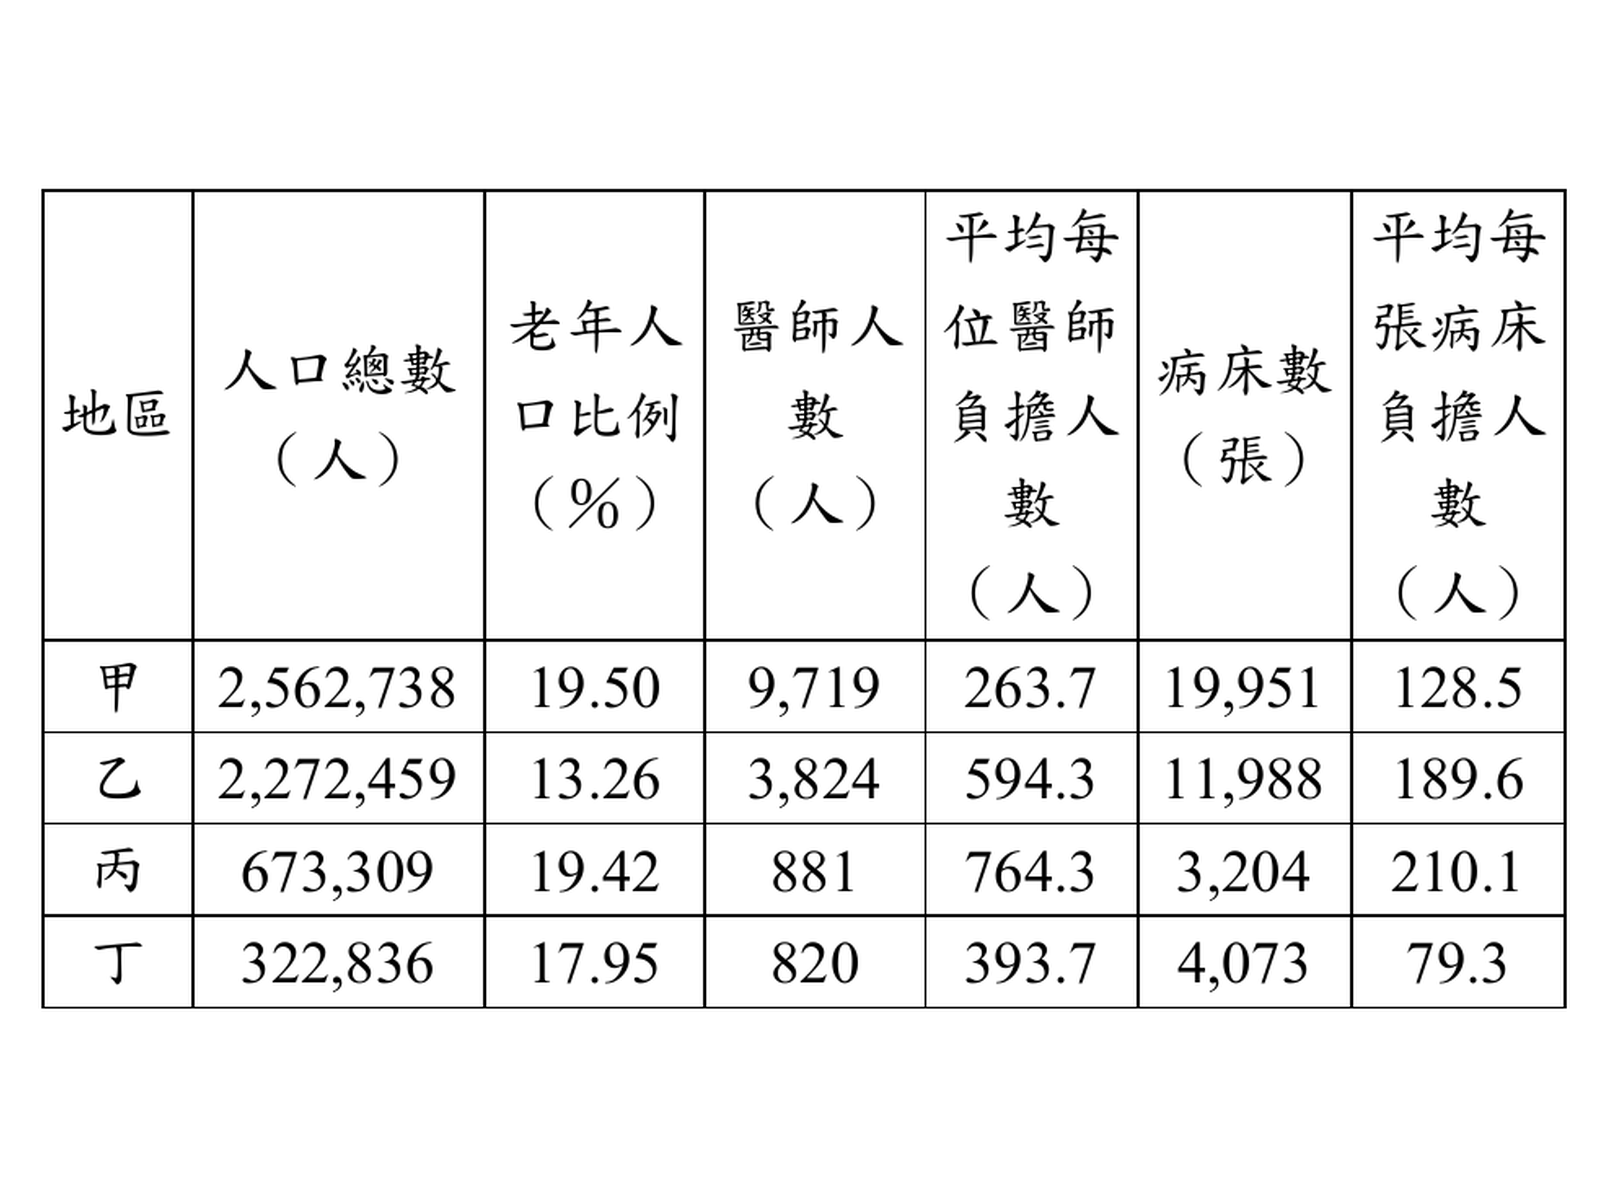 地區 人口總數（人） 老年人口比例（%） 醫師人數（人） 平均每位醫師負擔人數（人） 病床數（張） 平均每張病床負擔人數（人）
甲 2,562,738 19.50 9,719 263.7 19,951 128.5
乙 2,272,459 13.26 3,824 594.3 11,988 189.6
丙 673,309 19.42 881 764.3 3,204 210.1
丁 322,836 17.95 820 393.7 4,073 79.3